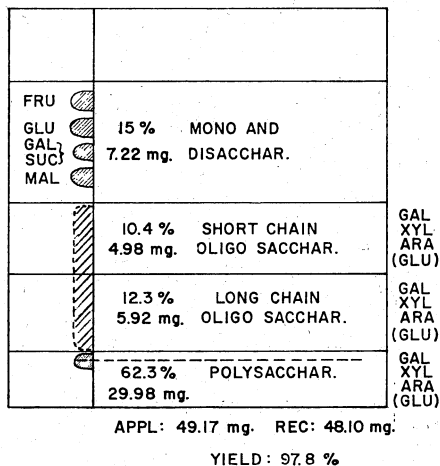 FRU
GLU 15 % MONO AND
GAL} 7.22 mg. DISACCHAR.
SUC
MAL
10.4 % SHORT CHAIN GAL
4.98 mg. OLIGO SACCHAR. XYL
ARA
(GLU)
12.3 % LONG CHAIN GAL
5.92 mg. OLIGO SACCHAR. XYL
ARA
(GLU)
62.3% POLYSACCHAR. GAL
29.98 mg. XYL
ARA
(GLU)
APPL: 49.17 mg. REC: 48.10 mg.
YIELD: 97.8 %